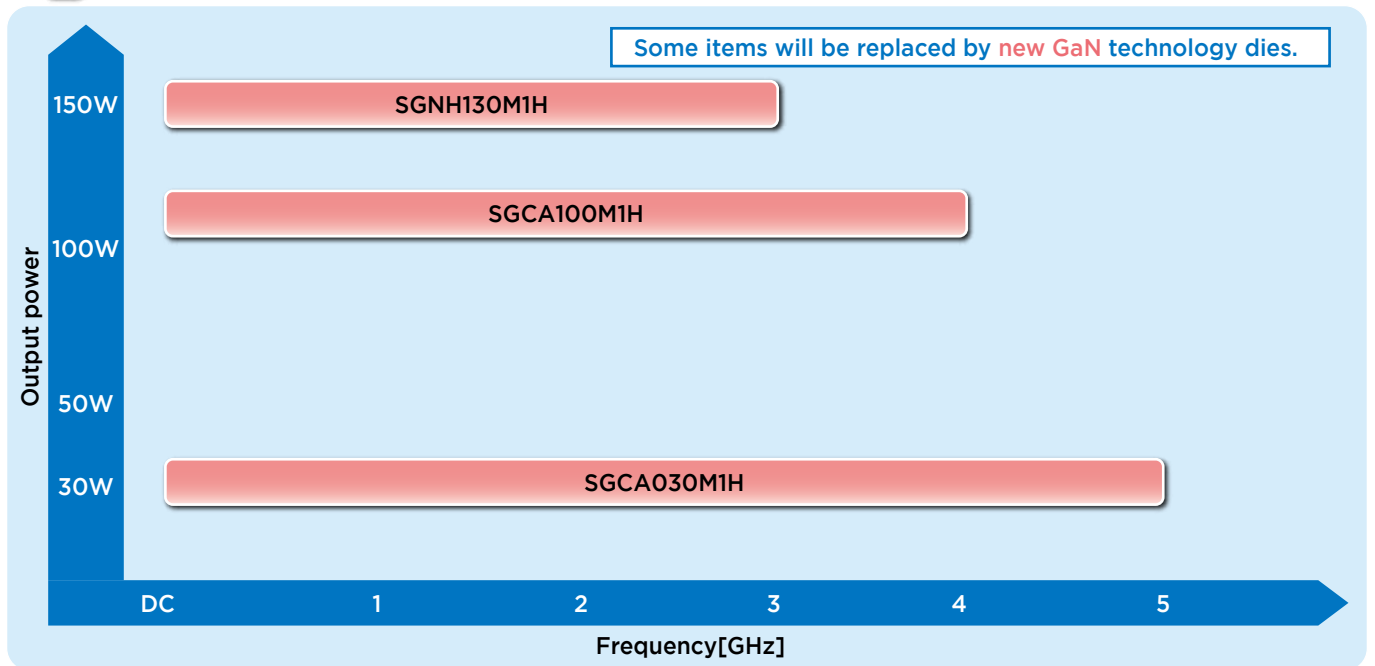 Some items will be replaced by new GaN technology dies.
150W
SGNH130M1H
SGCA100M1H
100W
Output power
50W
30W
SGCA030M1H
DC 1 2 3 4 5
Frequency[GHz]